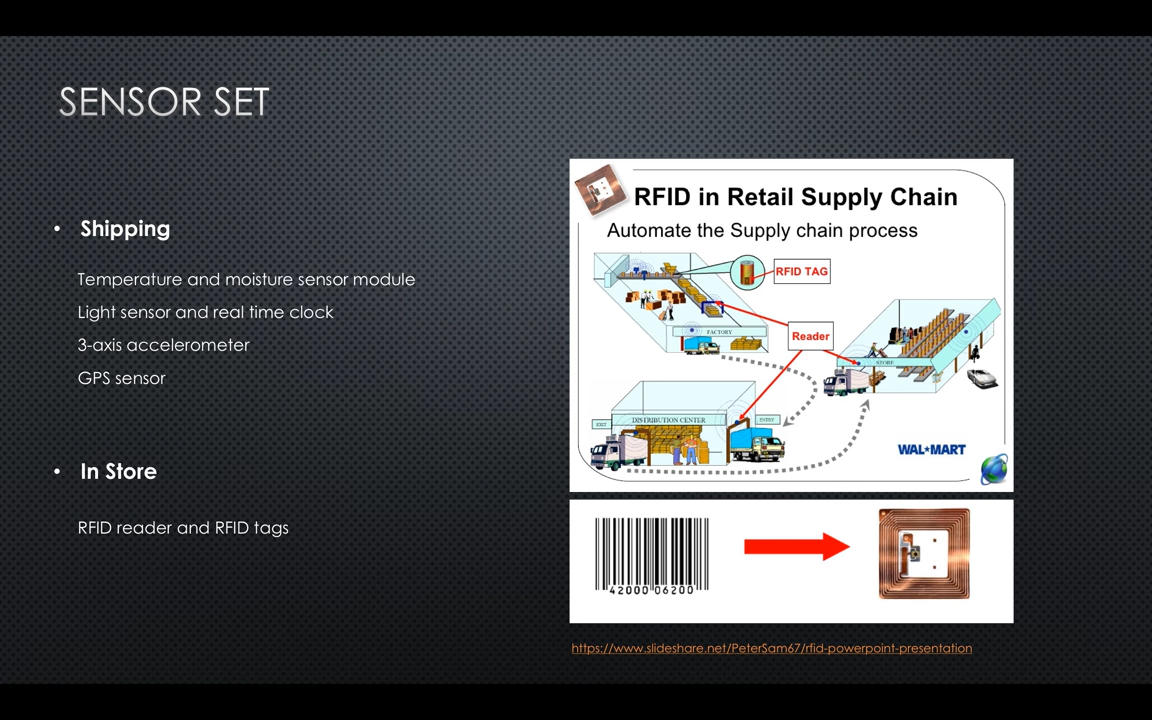 SENSOR SET
• Shipping
Temperature and moisture sensor module
Light sensor and real time clock
3-axis accelerometer
GPS sensor
• In Store
RFID reader and RFID tags
RFID in Retail Supply Chain
Automate the Supply chain process
RFID TAG
FACTORY
Reader
STORE
DISTRIBUTION CENTER
EXIT
ENTRY
WAL★MART
42000 06200
https://www.slideshare.net/PeterSam67/rfid-powerpoint-presentation